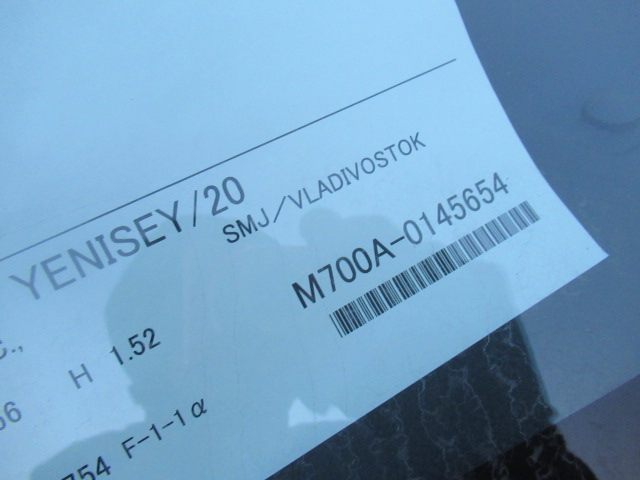 YENISEY/20
SMJ/VLADIVOSTOK
M700A-0145654
H 1.52
F-1-1α